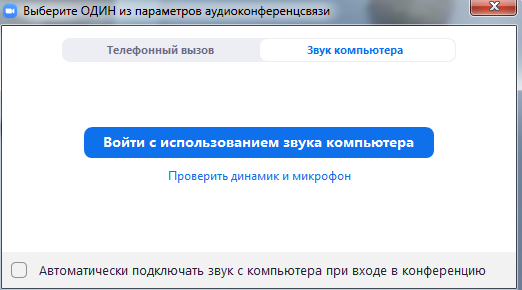 Выберите ОДИН из параметров аудиоконференцсвязи
Телефонный вызов
Звук компьютера
Войти с использованием звука компьютера
Проверить динамик и микрофон
Автоматически подключать звук с компьютера при входе в конференцию